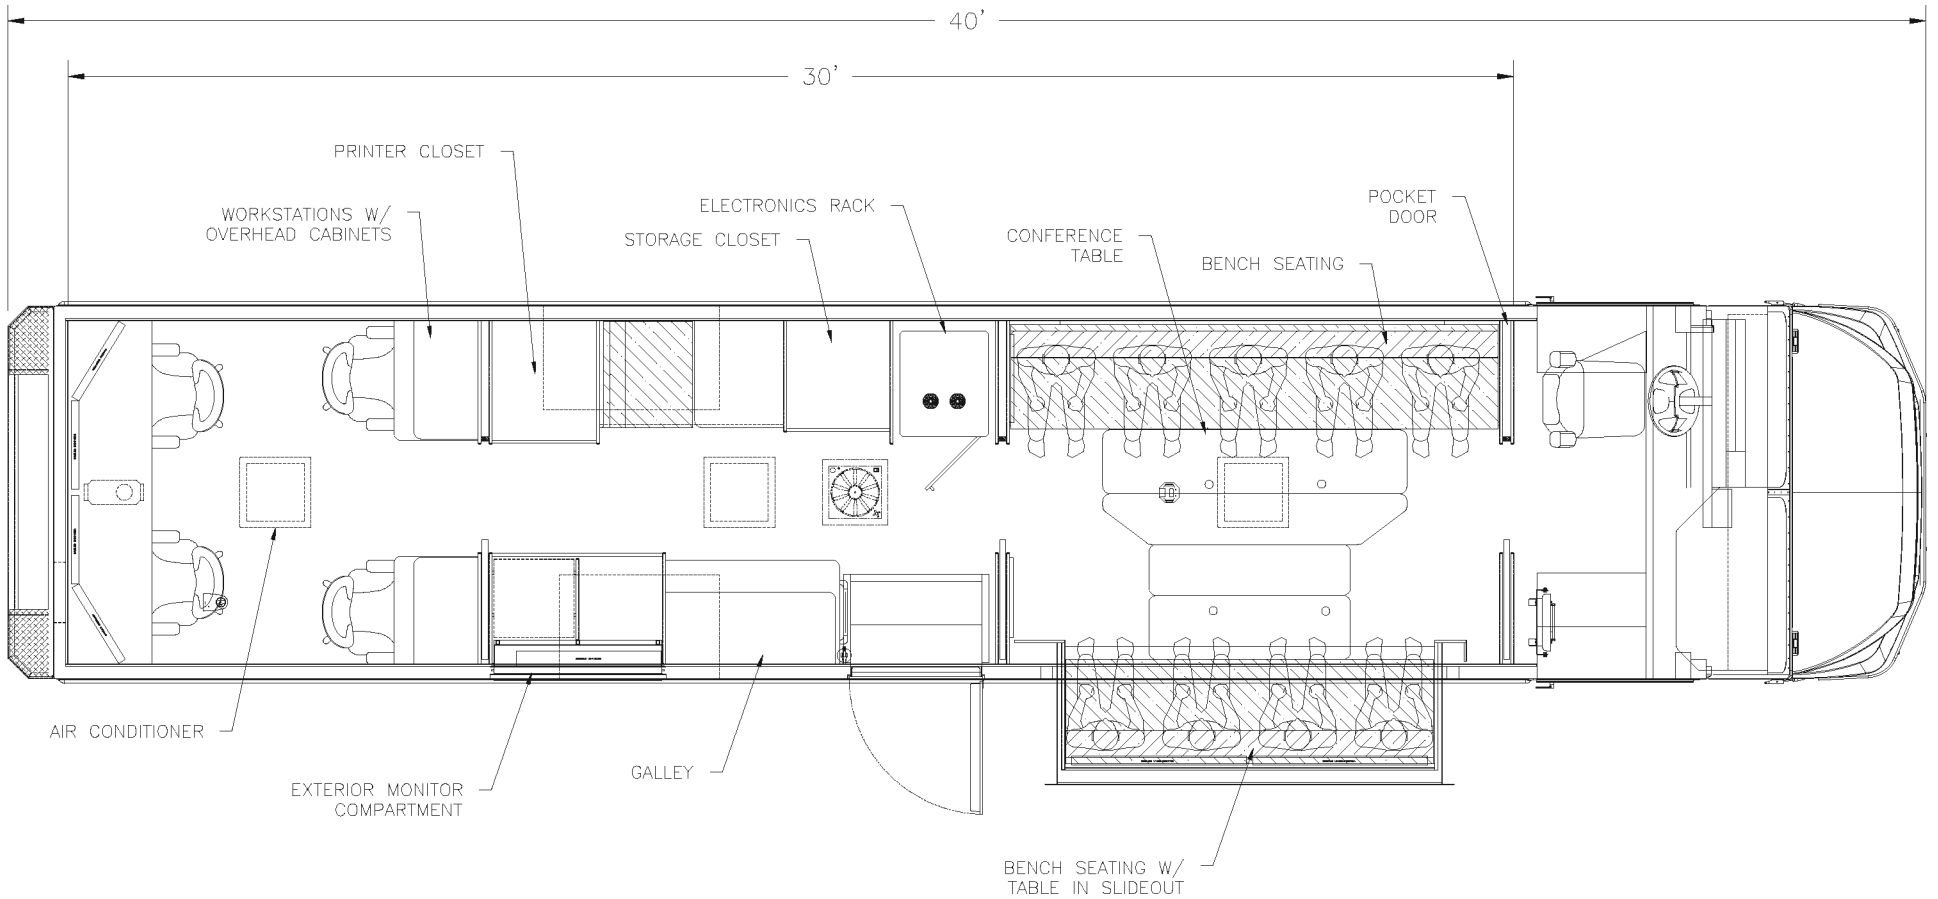 40'
30'
PRINTER CLOSET
WORKSTATIONS W/
OVERHEAD CABINETS
ELECTRONICS RACK
STORAGE CLOSET
CONFERENCE
TABLE
BENCH SEATING
POCKET
DOOR
AIR CONDITIONER
EXTERIOR MONITOR
COMPARTMENT
GALLEY
BENCH SEATING W/
TABLE IN SLIDEOUT